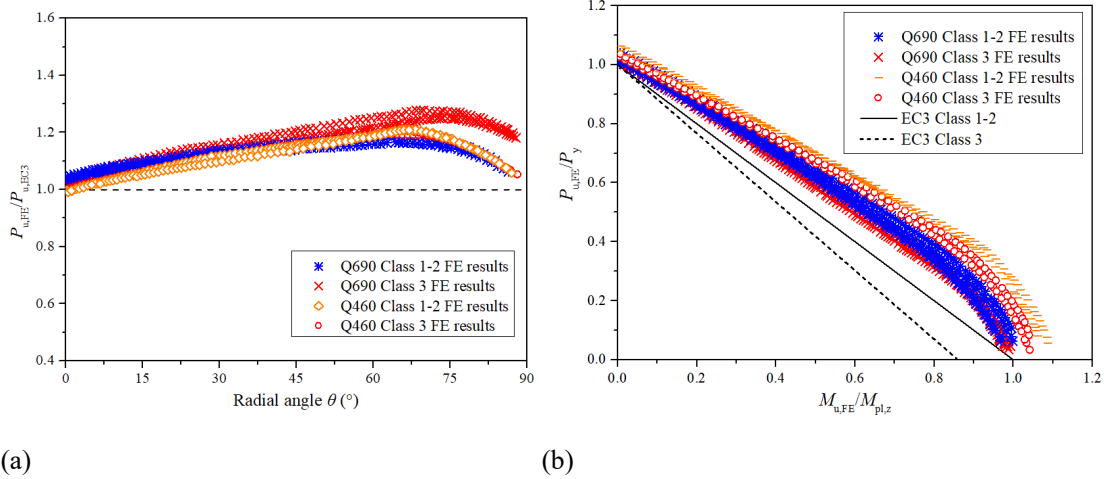 1.6
1.4
1.2
1.0
0.8
0.6
0.4
P_u,FE/P_u,EC3
Q690 Class 1-2 FE results
Q690 Class 3 FE results
Q460 Class 1-2 FE results
Q460 Class 3 FE results
0 15 30 45 60 75 90
Radial angle θ (°)
(a)
1.2
1.0
0.8
0.6
0.4
0.2
0.0
P_u,FE/P_y
Q690 Class 1-2 FE results
Q690 Class 3 FE results
Q460 Class 1-2 FE results
Q460 Class 3 FE results
EC3 Class 1-2
EC3 Class 3
0.0 0.2 0.4 0.6 0.8 1.0 1.2
M_u,FE/M_pl,z
(b)